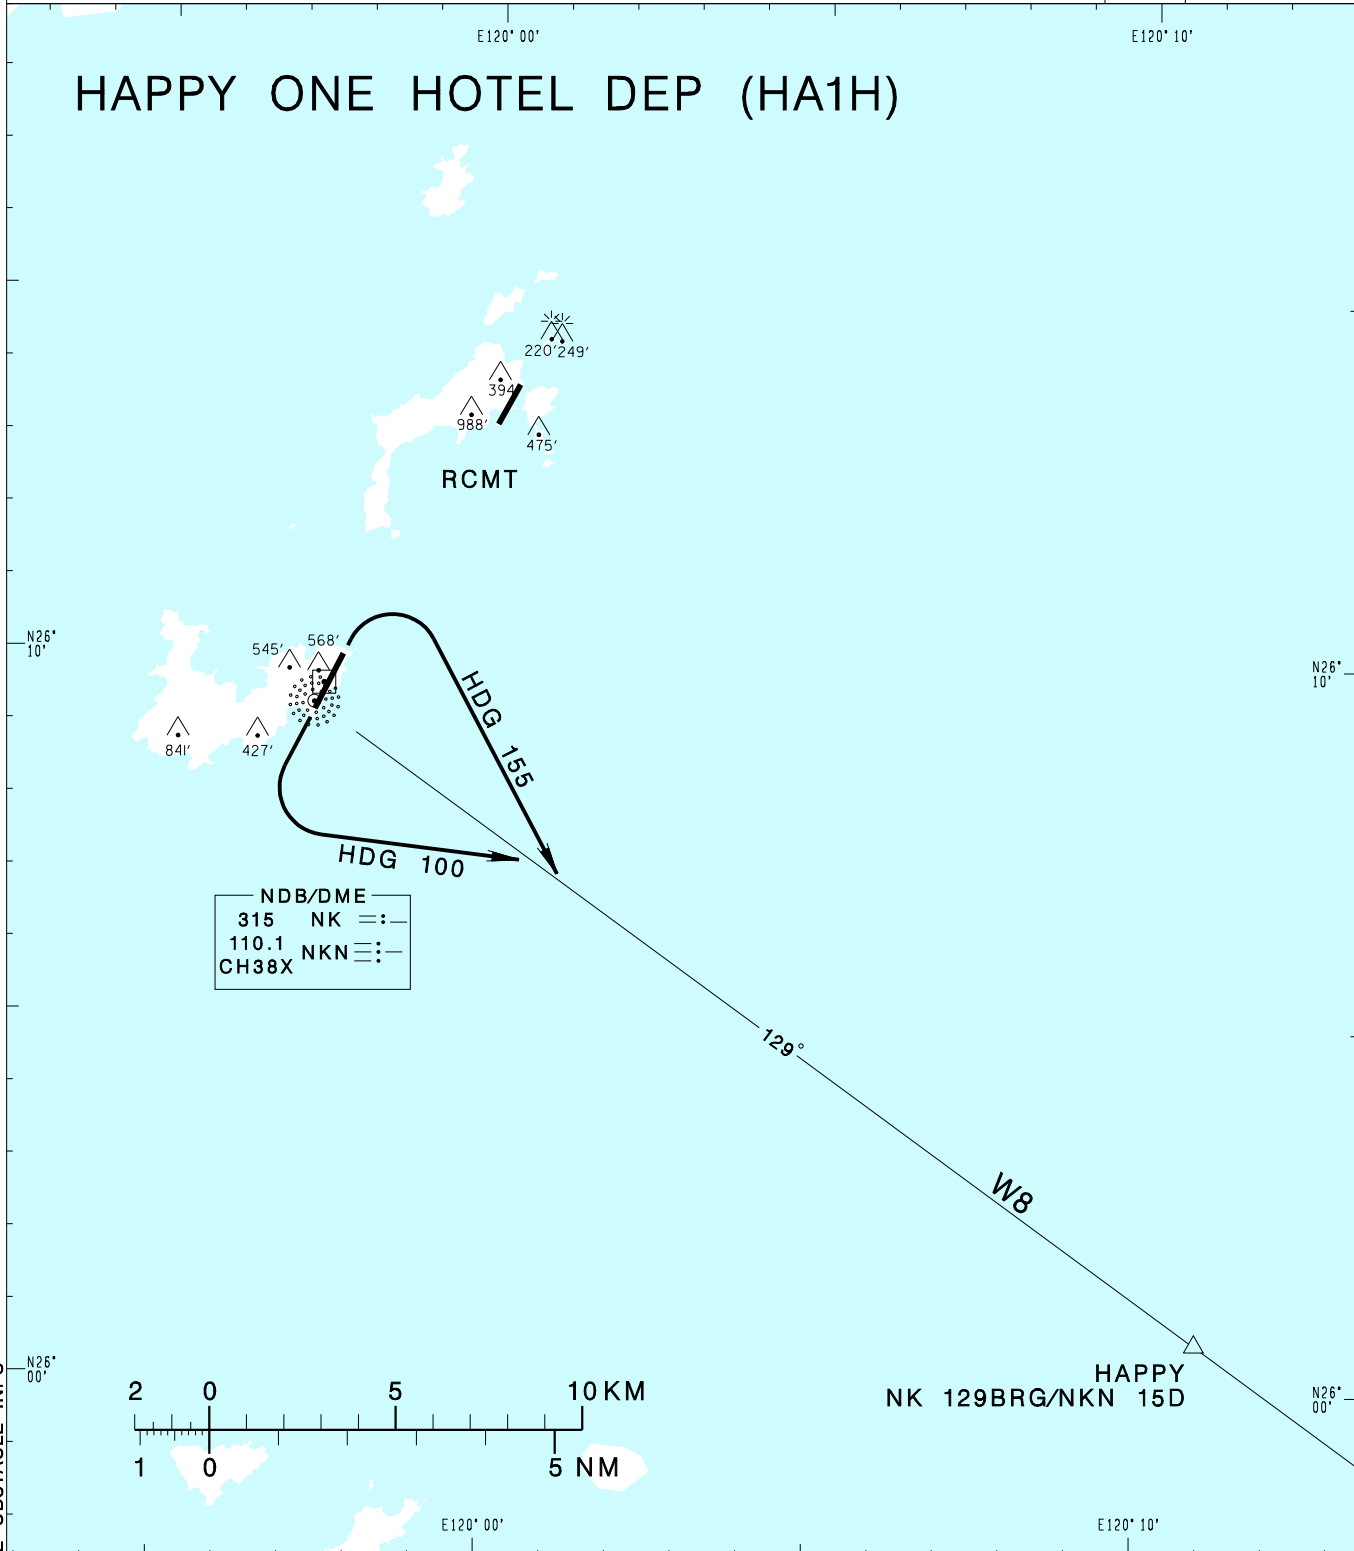 E120° 00'
E120° 10'
HAPPY ONE HOTEL DEP (HA1H)
220' 249'
394
988'
475'
RCMT
N26°
10'
545' 568'
841'
427'
N26°
10'
HDG 155
HDG 100
NDB/DME
315 NK
110.1
NKN
CH38X
129°
W8
HAPPY
NK 129BRG/NKN 15D
N26°
00'
N26°
00'
2 0 5 10 KM
1 0 5 NM
E120° 00'
E120° 10'